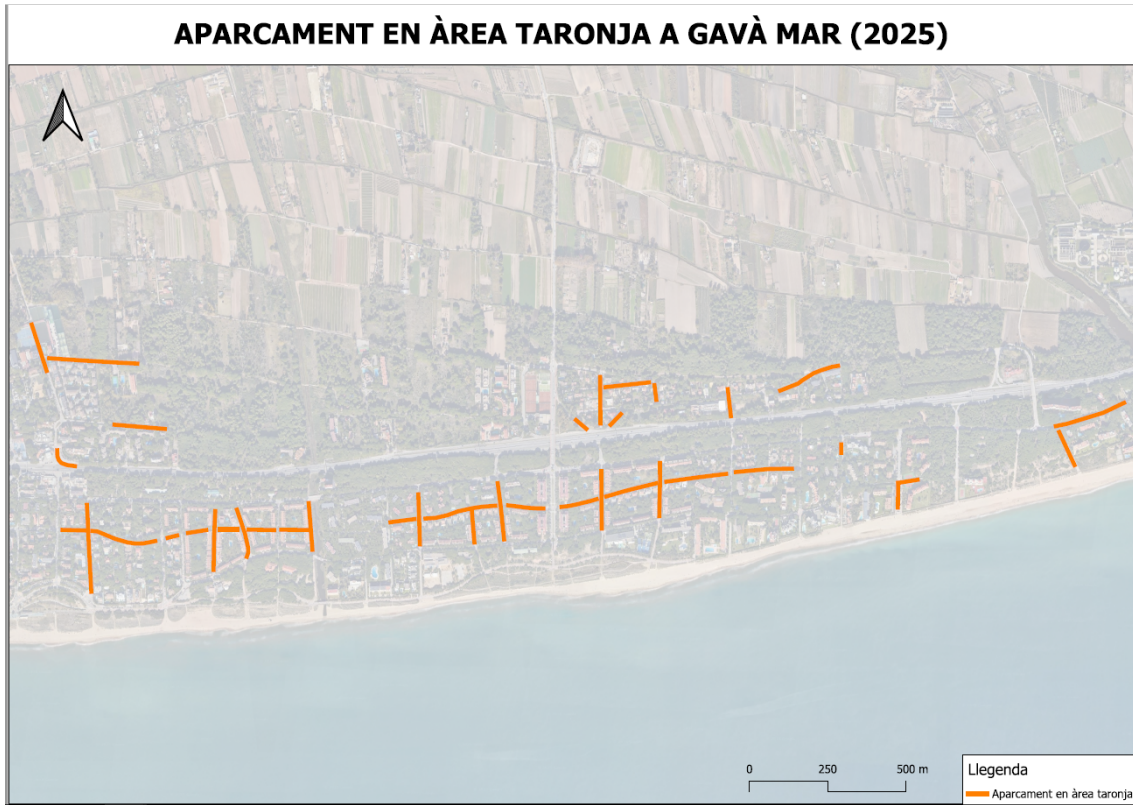 APARCAMENT EN ÀREA TARONJA A GAVÀ MAR (2025)
0 250 500 m
Llegenda
Aparcament en àrea taronja